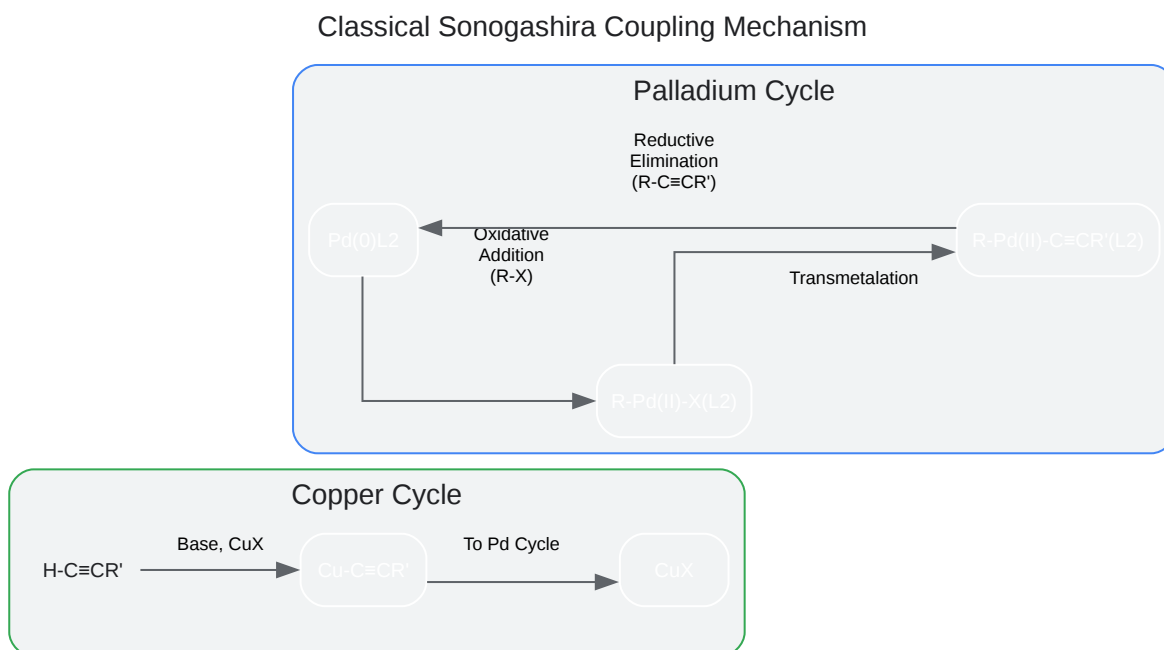 Classical Sonogashira Coupling Mechanism
Palladium Cycle
Reductive
Elimination
(R-C≡CR')
Pd(0)L2
Oxidative
Addition
(R-X)
R-Pd(II)-C≡CR'(L2)
Transmetalation
R-Pd(II)-X(L2)
Copper Cycle
Base, CuX
To Pd Cycle
H-C≡CR'
Cu-C≡CR'
CuX